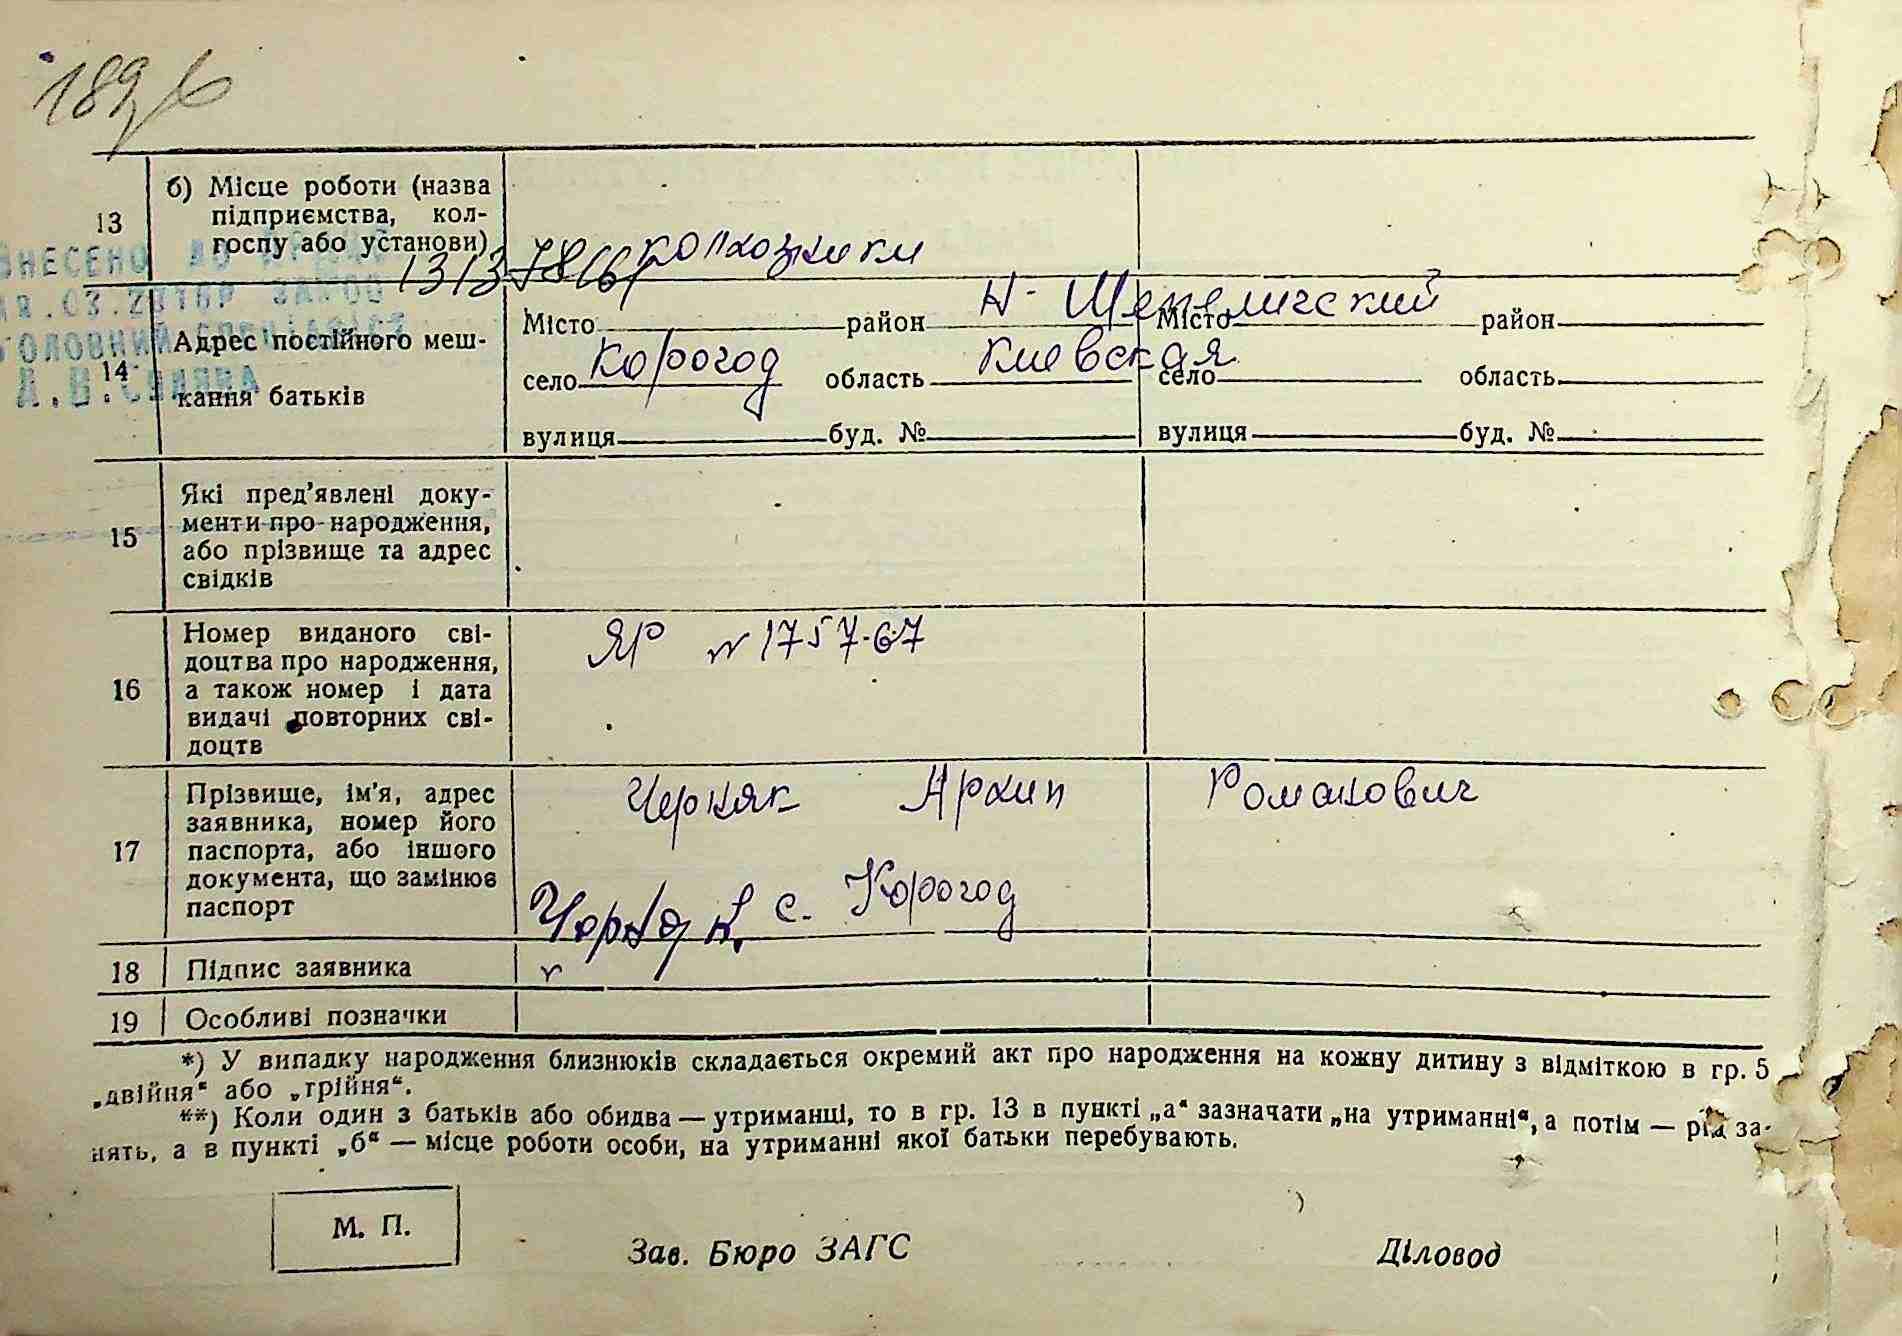 189
13
б) Місце роботи (назва
підприємства, кол-
госпу або установи)
колхозники
ВНЕСЕНО ДО
1313786
14
Адрес постійного меш-
кання батьків
Місто район Н-Шепеличский Місто район
село Корогод область Киевская село область
вулиця буд. № вулиця буд. №
15
Які пред'явлені доку-
менти про народження,
або прізвище та адрес
свідків
16
Номер виданого сві-
доцтва про народження,
а також номер і дата
видачі повторних сві-
доцтв
ЯР № 175767
17
Прізвище, ім'я, адрес
заявника, номер його
паспорта, або іншого
документа, що замінює
паспорт
Черняк Архип Романович
с. Корогод
18 Підпис заявника
19 Особливі позначки
*) У випадку народження близнюків складається окремий акт про народження на кожну дитину з відміткою в гр. 5
„двійня“ або „трійня“.
**) Коли один з батьків або обидва — утриманці, то в гр. 13 в пункті „а“ зазначати „на утриманні“, а потім — рід за-
нять, а в пункті „б“ — місце роботи особи, на утриманні якої батьки перебувають.
М. П.
Зав. Бюро ЗАГС Діловод